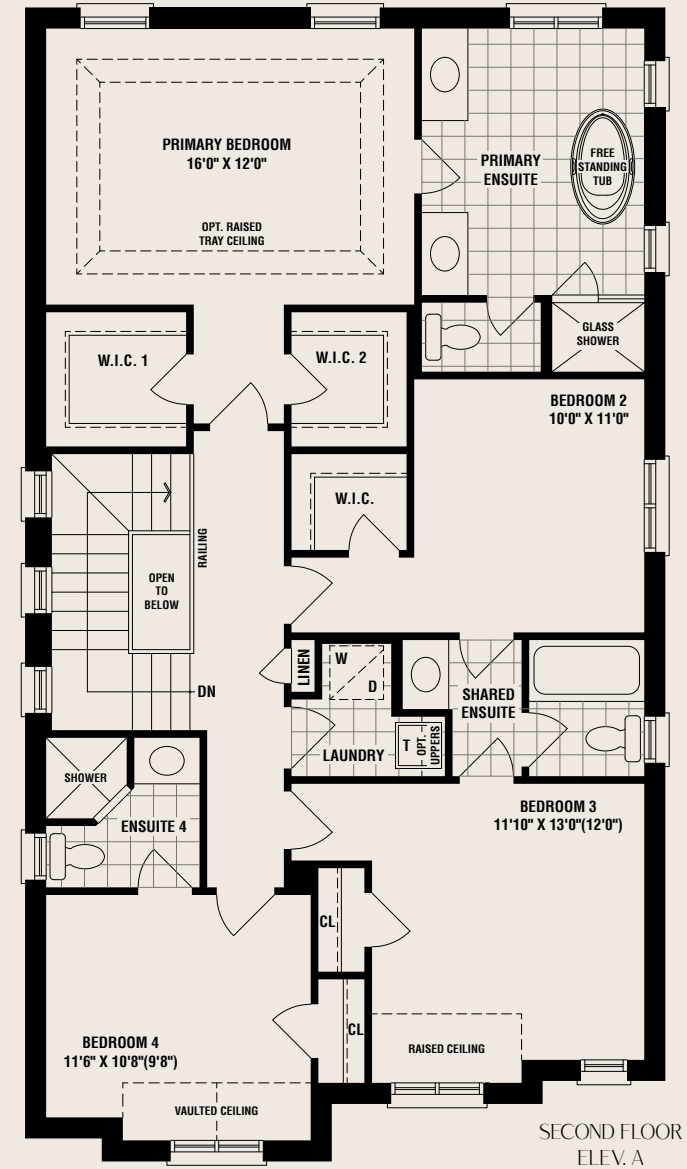 PRIMARY BEDROOM
16'0" X 12'0"
OPT. RAISED
TRAY CEILING
PRIMARY
ENSUITE
FREE
STANDING
TUB
GLASS
SHOWER
W.I.C. 1
W.I.C. 2
BEDROOM 2
10'0" X 11'0"
W.I.C.
RAILING
OPEN
TO
BELOW
DN
LINEN
W
D
SHARED
ENSUITE
LAUNDRY
T
OPT.
UPPERS
SHOWER
ENSUITE 4
BEDROOM 3
11'10" X 13'0"(12'0")
CL
CL
BEDROOM 4
11'6" X 10'8"(9'8")
RAISED CEILING
VAULTED CEILING
SECOND FLOOR
ELEV. A